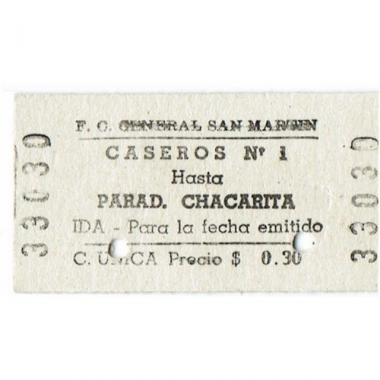 33030
F. C. GENERAL SAN MARTIN
CASEROS Nº 1
Hasta
PARAD. CHACARITA
IDA - Para la fecha emitido
C. UNICA Precio $ 0.30
33030